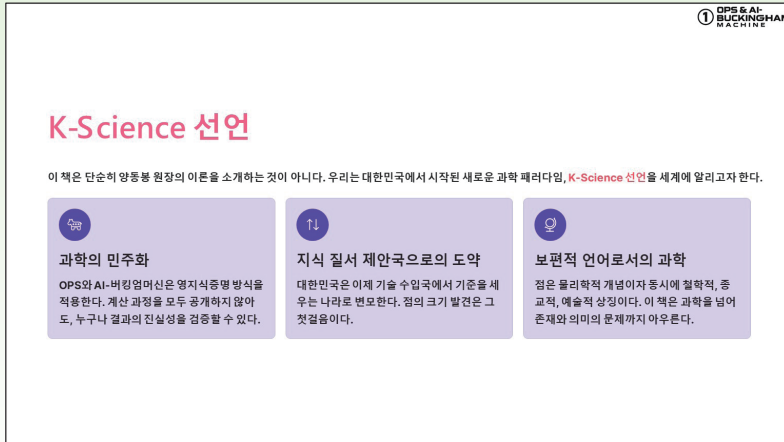 ① OPS & AI-
BUCKINGHAM
MACHINE
K-Science 선언
이 책은 단순히 양동봉 원장의 이론을 소개하는 것이 아니다. 우리는 대한민국에서 시작된 새로운 과학 패러다임, K-Science 선언을 세계에 알리고자 한다.
과학의 민주화
OPS와 AI-버킹엄머신은 영지식증명 방식을
적용한다. 계산 과정을 모두 공개하지 않아
도, 누구나 결과의 진실성을 검증할 수 있다.
지식 질서 제안국으로의 도약
대한민국은 이제 기술 수입국에서 기준을 세
우는 나라로 변모한다. 점의 크기 발견은 그
첫걸음이다.
보편적 언어로서의 과학
점은 물리학적 개념이자 동시에 철학적, 종
교적, 예술적 상징이다. 이 책은 과학을 넘어
존재와 의미의 문제까지 아우른다.